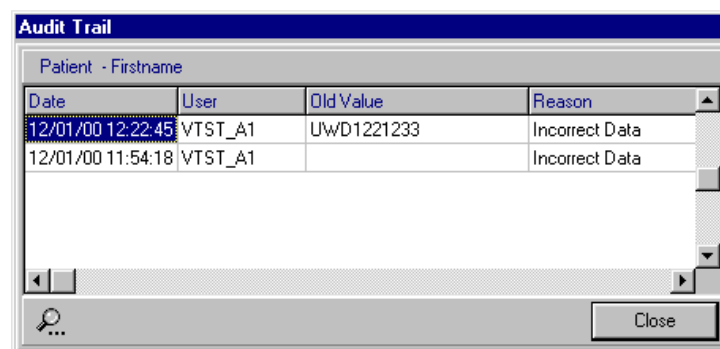 Audit Trail
Patient - Firstname
Date User Old Value Reason
12/01/00 12:22:45 VTST_A1 UWD1221233 Incorrect Data
12/01/00 11:54:18 VTST_A1 Incorrect Data
Close